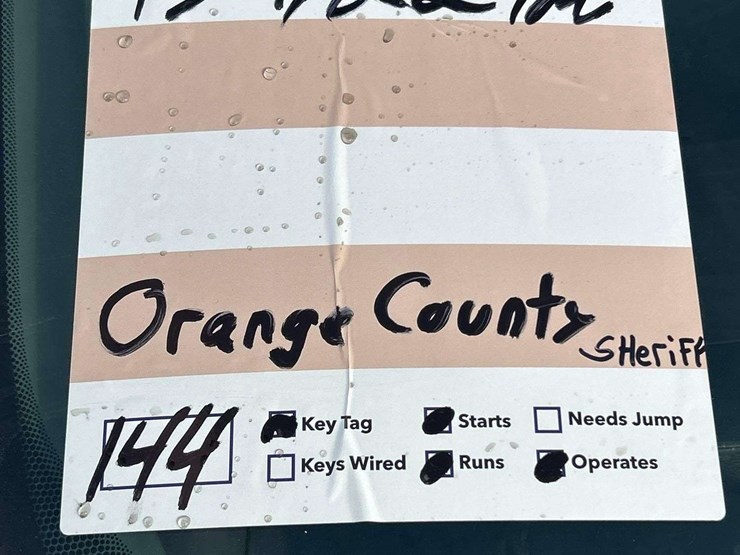 Orange County
SHeriFF
144
Key Tag Starts Needs Jump
Keys Wired Runs Operates